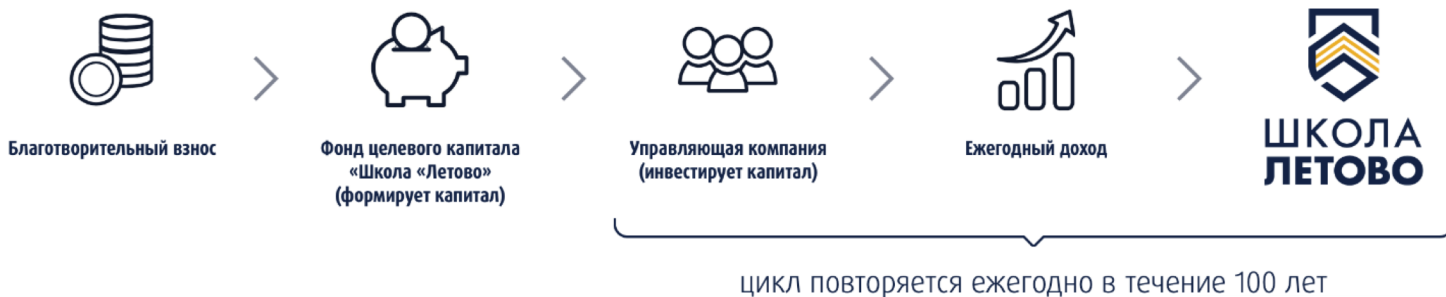 Благотворительный взнос
Фонд целевого капитала
«Школа «Летово»
(формирует капитал)
Управляющая компания
(инвестирует капитал)
Ежегодный доход
ШКОЛА
ЛЕТОВО
цикл повторяется ежегодно в течение 100 лет